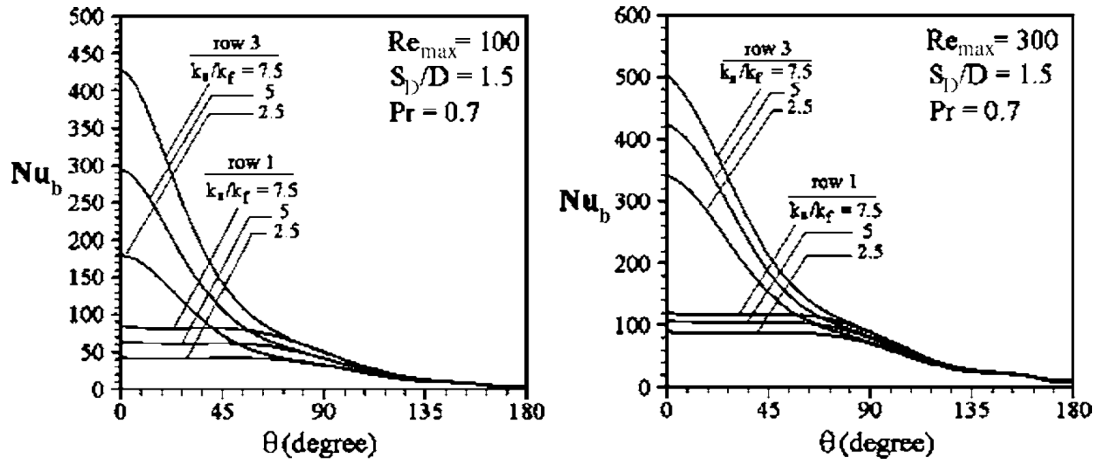 500
450
400
350
300
250
200
150
100
50
0
Nu_b
row 3
k_s/k_f = 7.5
5
2.5
row 1
k_s/k_f = 7.5
5
2.5
Re_max = 100
S_D/D = 1.5
Pr = 0.7
0 45 90 135 180
θ (degree)
600
500
400
300
200
100
0
Nu_b
row 3
k_s/k_f = 7.5
5
2.5
row 1
k_s/k_f = 7.5
5
2.5
Re_max = 300
S_D/D = 1.5
Pr = 0.7
0 45 90 135 180
θ (degree)